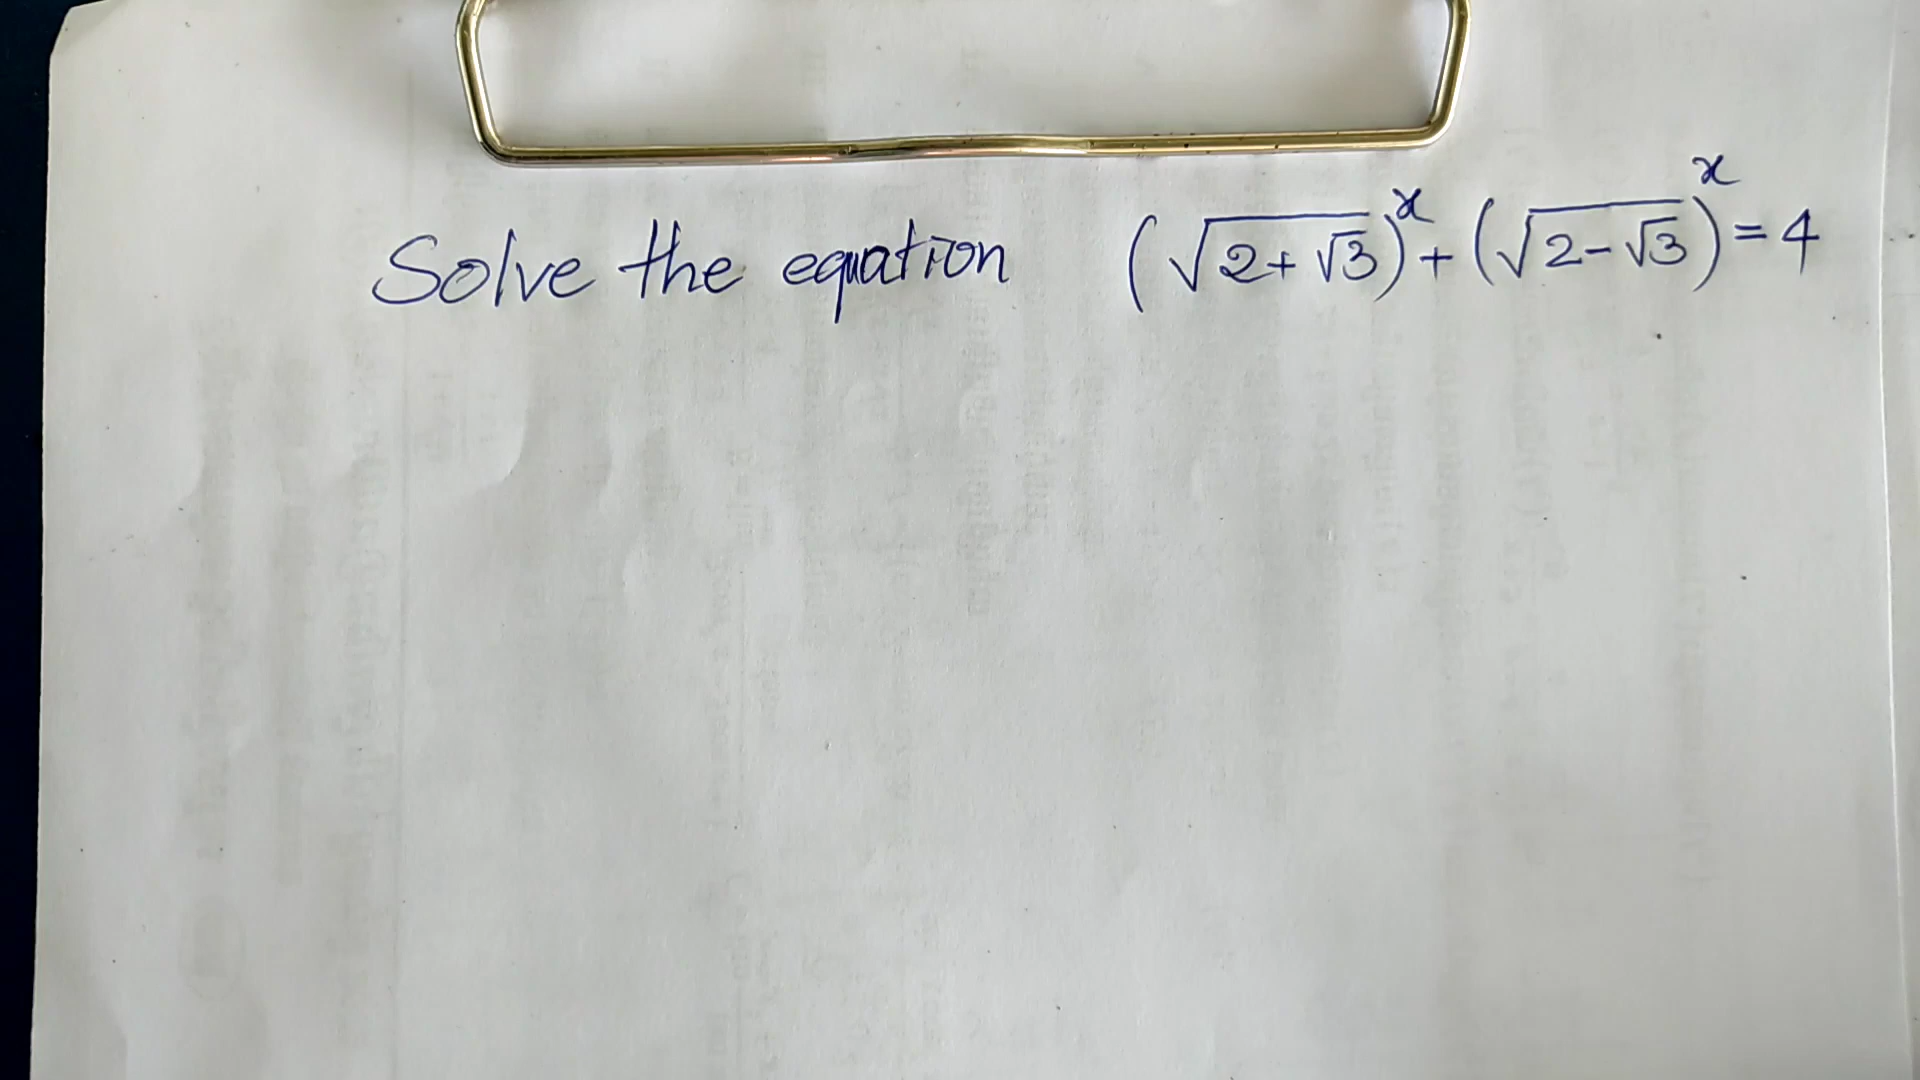 Solve the equation (√(2+√3))^x + (√(2-√3))^x = 4